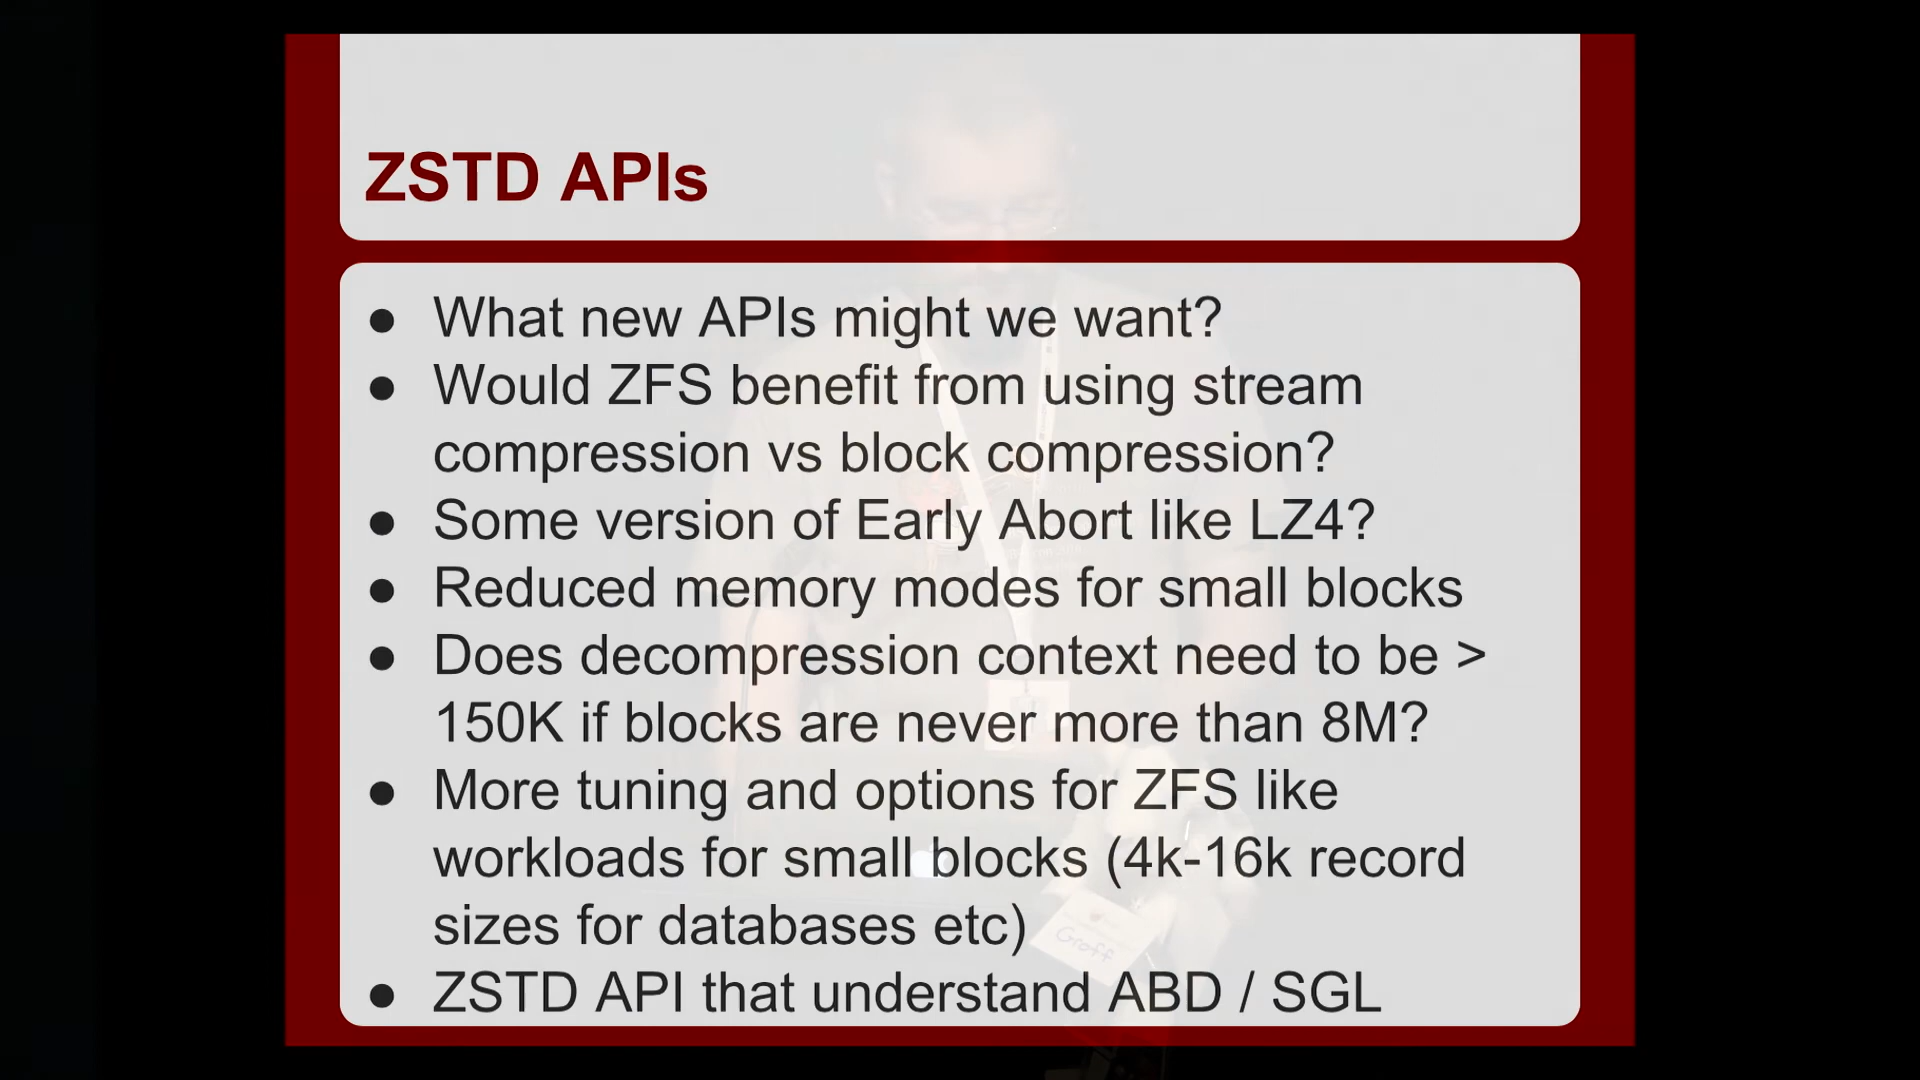 ZSTD APIs
● What new APIs might we want?
● Would ZFS benefit from using stream
compression vs block compression?
● Some version of Early Abort like LZ4?
● Reduced memory modes for small blocks
● Does decompression context need to be >
150K if blocks are never more than 8M?
● More tuning and options for ZFS like
workloads for small blocks (4k-16k record
sizes for databases etc)
Groff
● ZSTD API that understand ABD / SGL